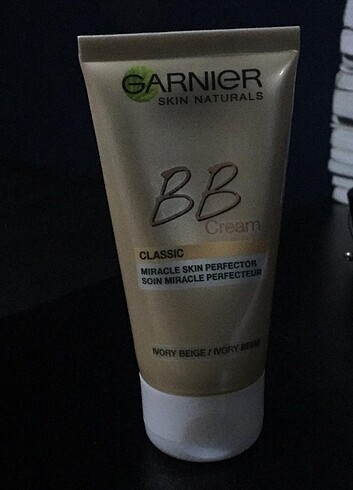 GARNIER
SKIN NATURALS
BB
Cream
CLASSIC
MIRACLE SKIN PERFECTOR
SOIN MIRACLE PERFECTEUR
IVORY BEIGE / IVORY BEIGE